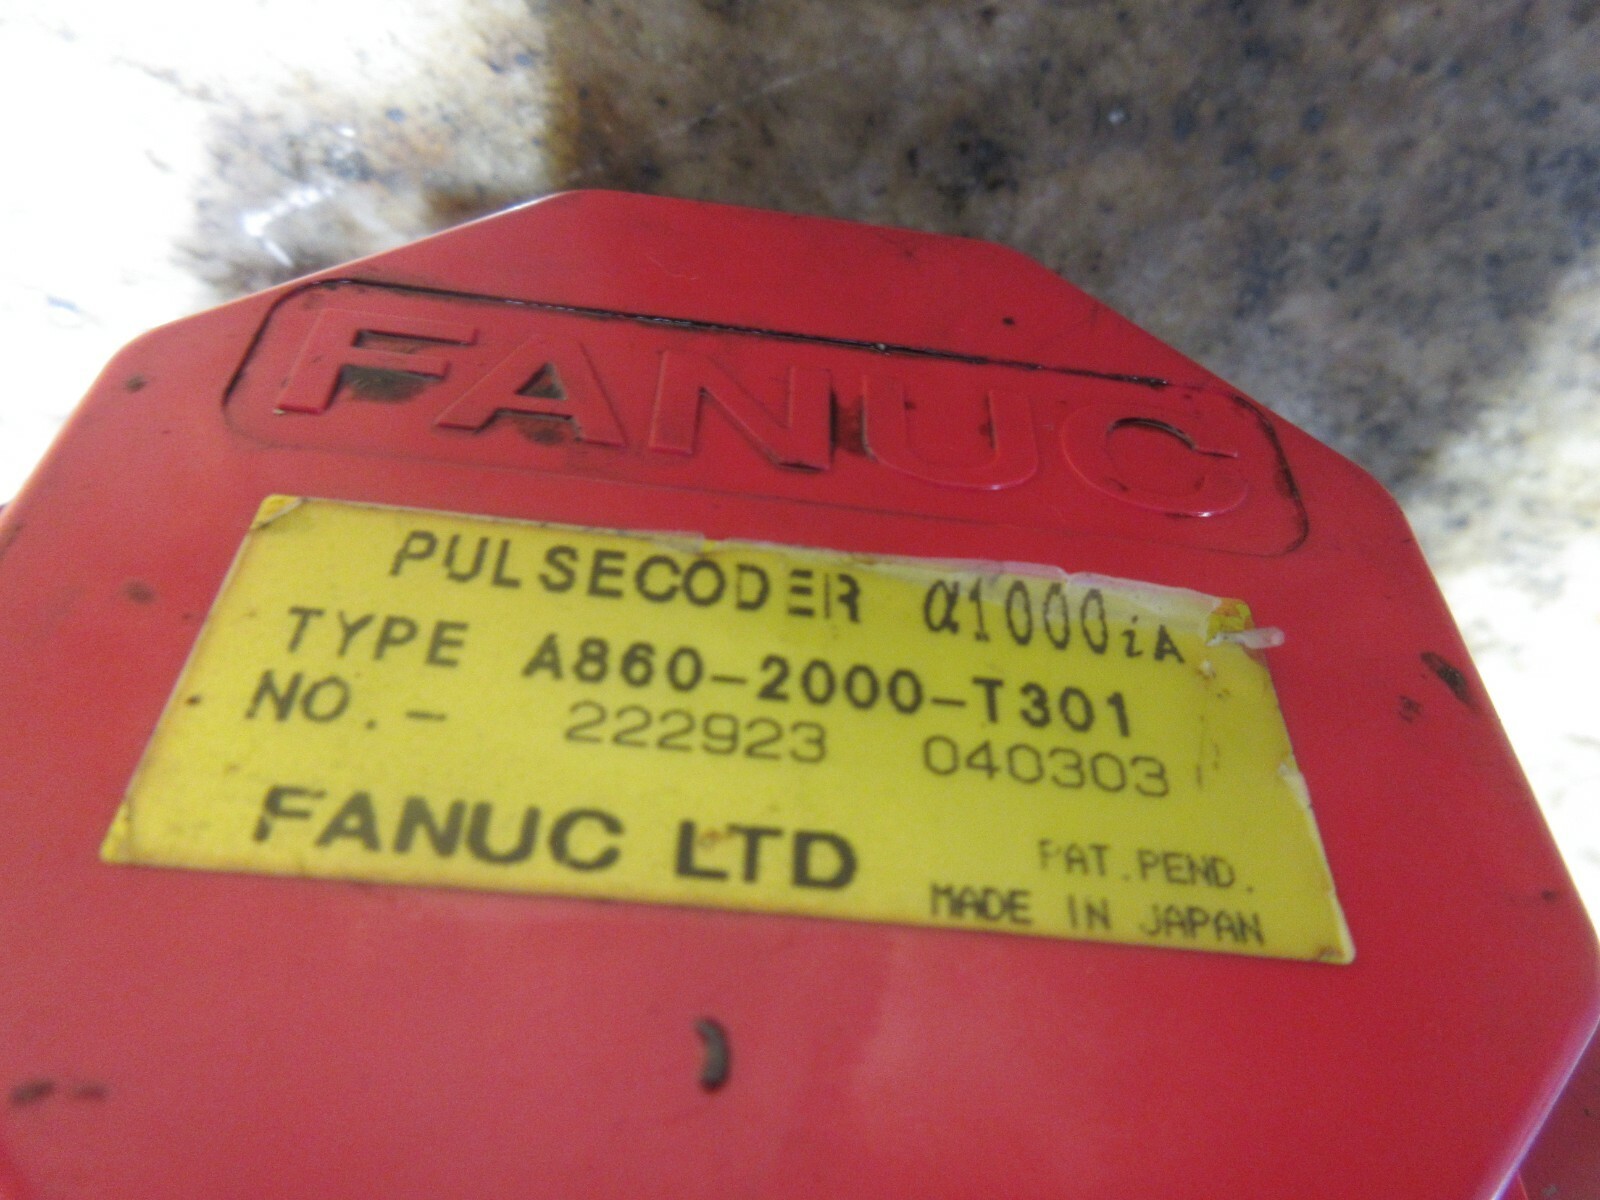 FANUC
PULSECODER α1000iA
TYPE A860-2000-T301
NO.- 222923 040303
FANUC LTD
PAT.PEND.
MADE IN JAPAN